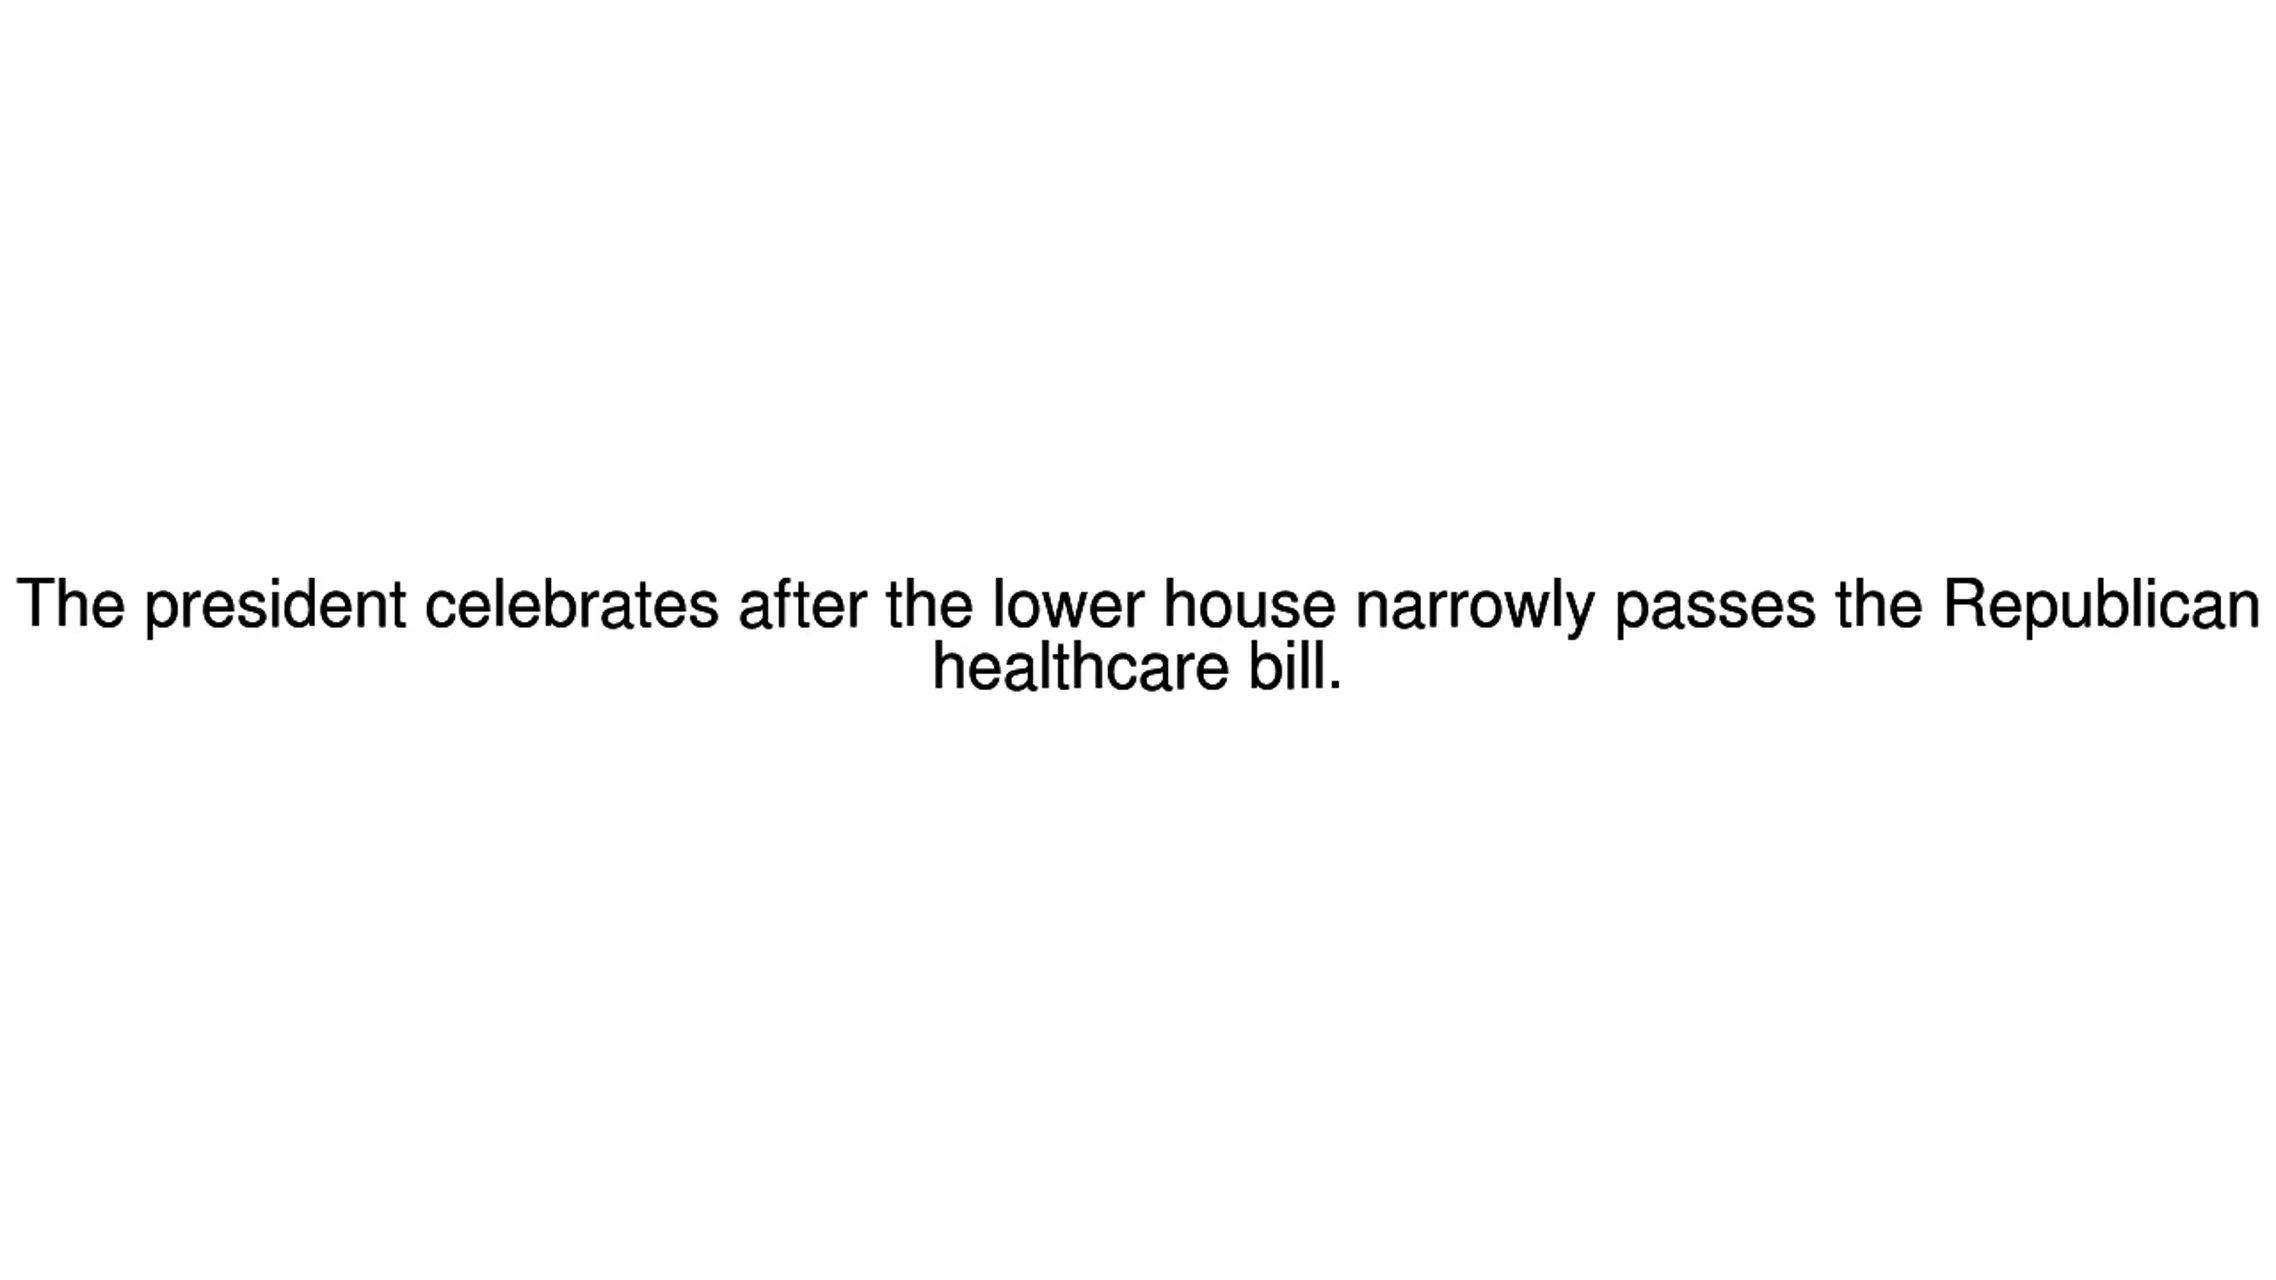 The president celebrates after the lower house narrowly passes the Republican
healthcare bill.